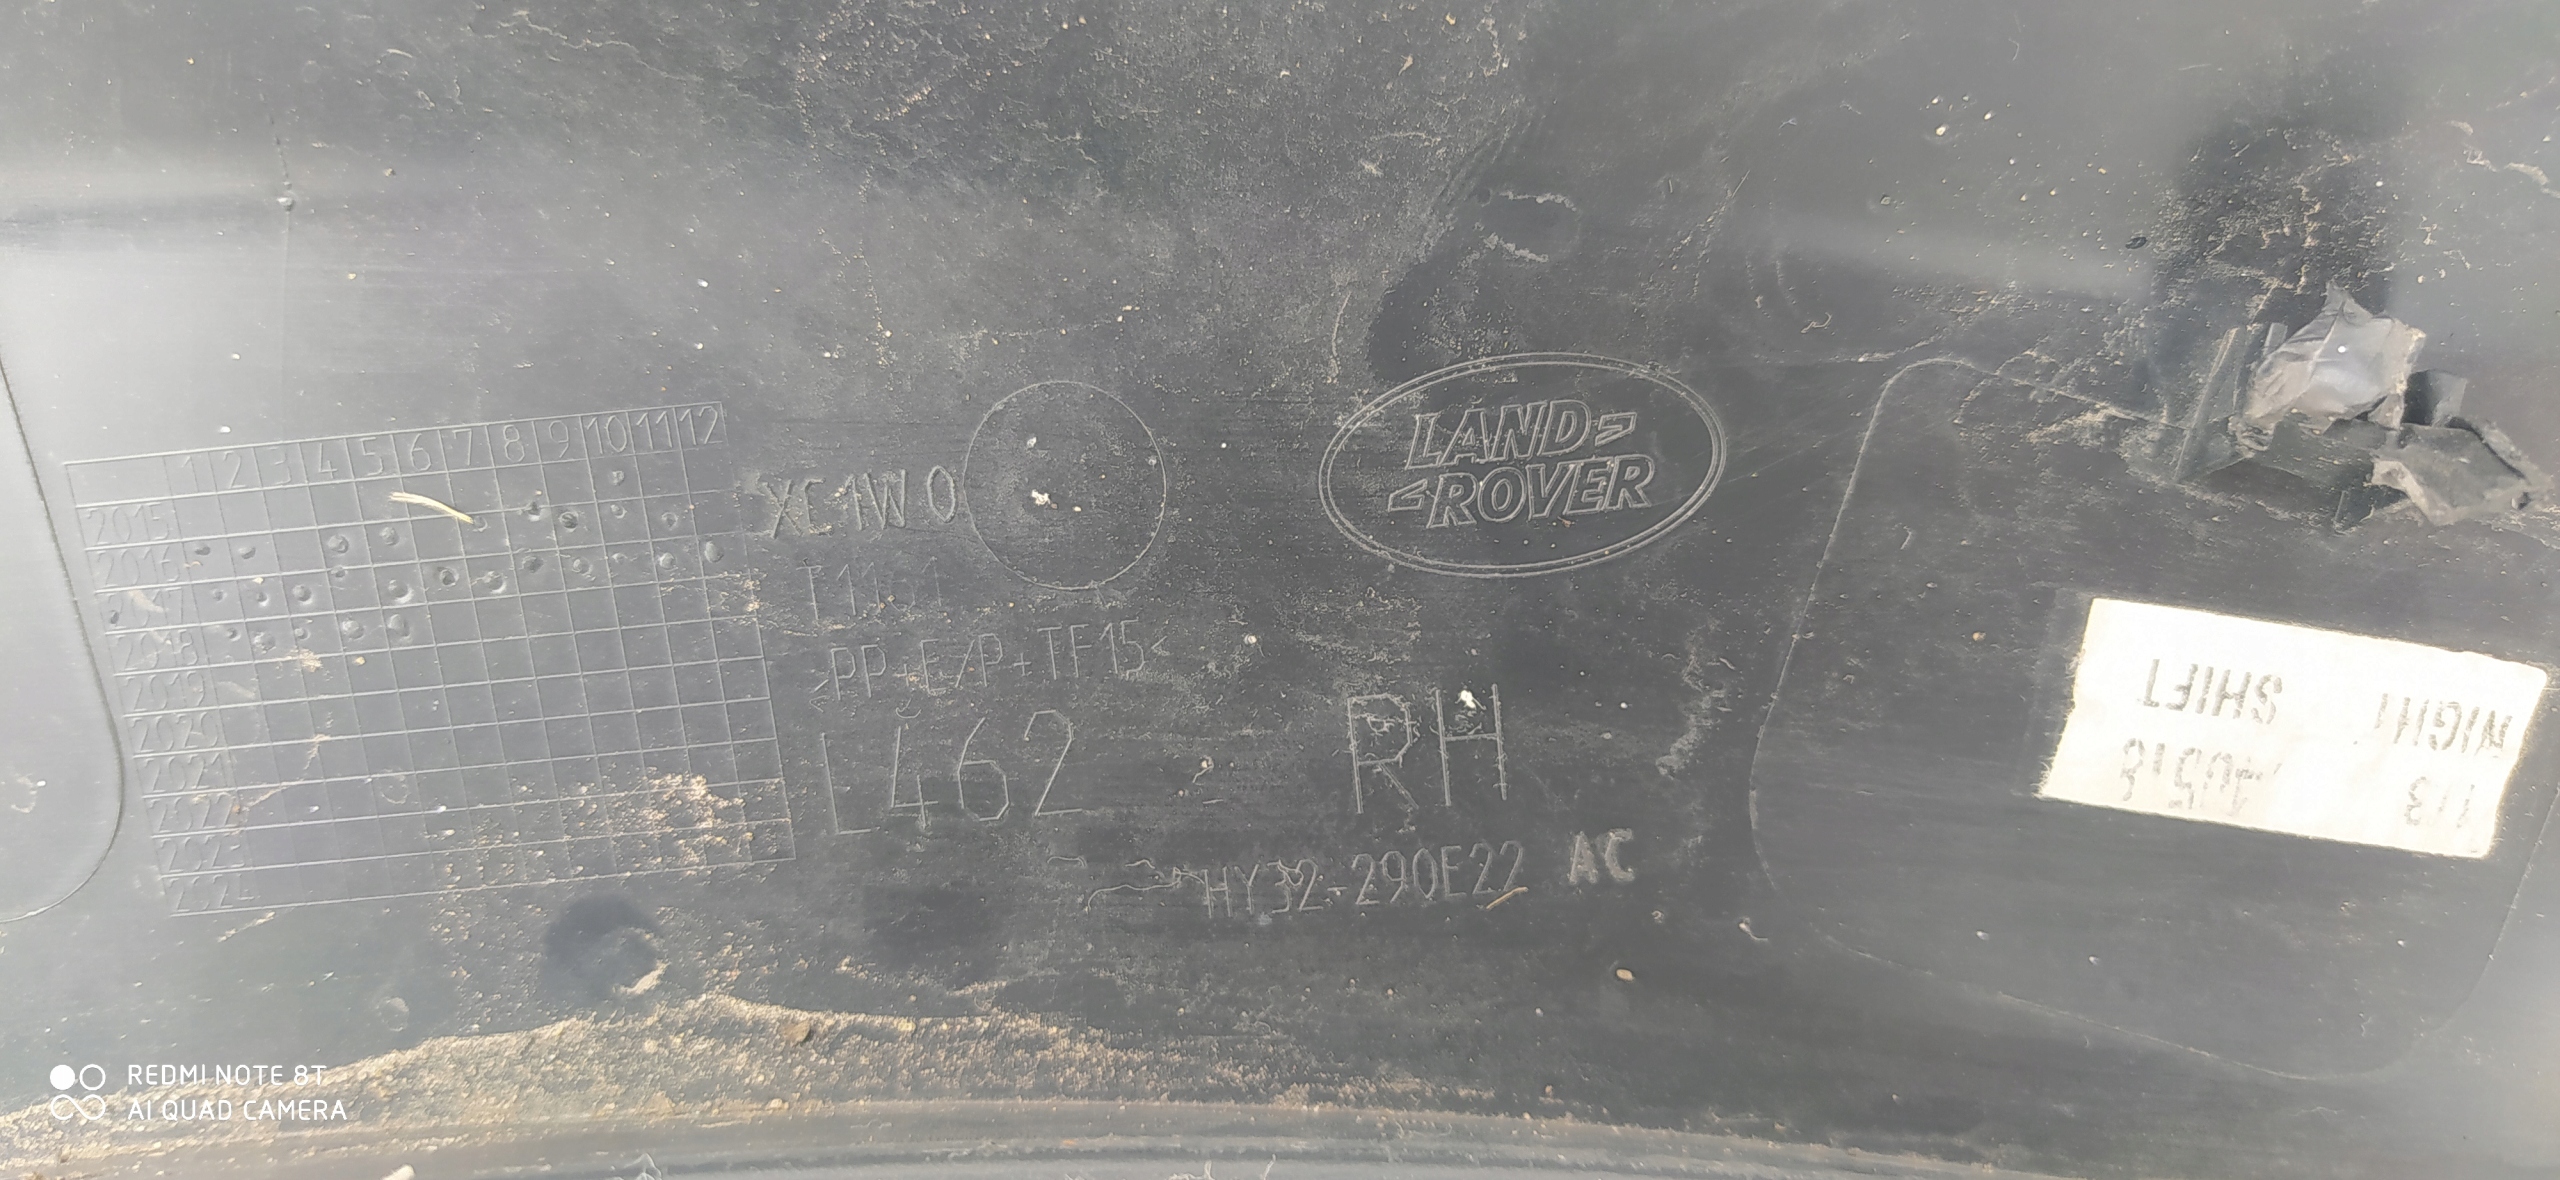 1 2 3 4 5 6 7 8 9 10 11 12
2015
2016
2017
2018
2019
2020
2021
2022
2023
2024
XC1W 0
LAND
ROVER
>PP+E/P+TF15<
L462
RH
HY32-290E22 AC
NIGHT SHIFT
REDMI NOTE 8T
AI QUAD CAMERA